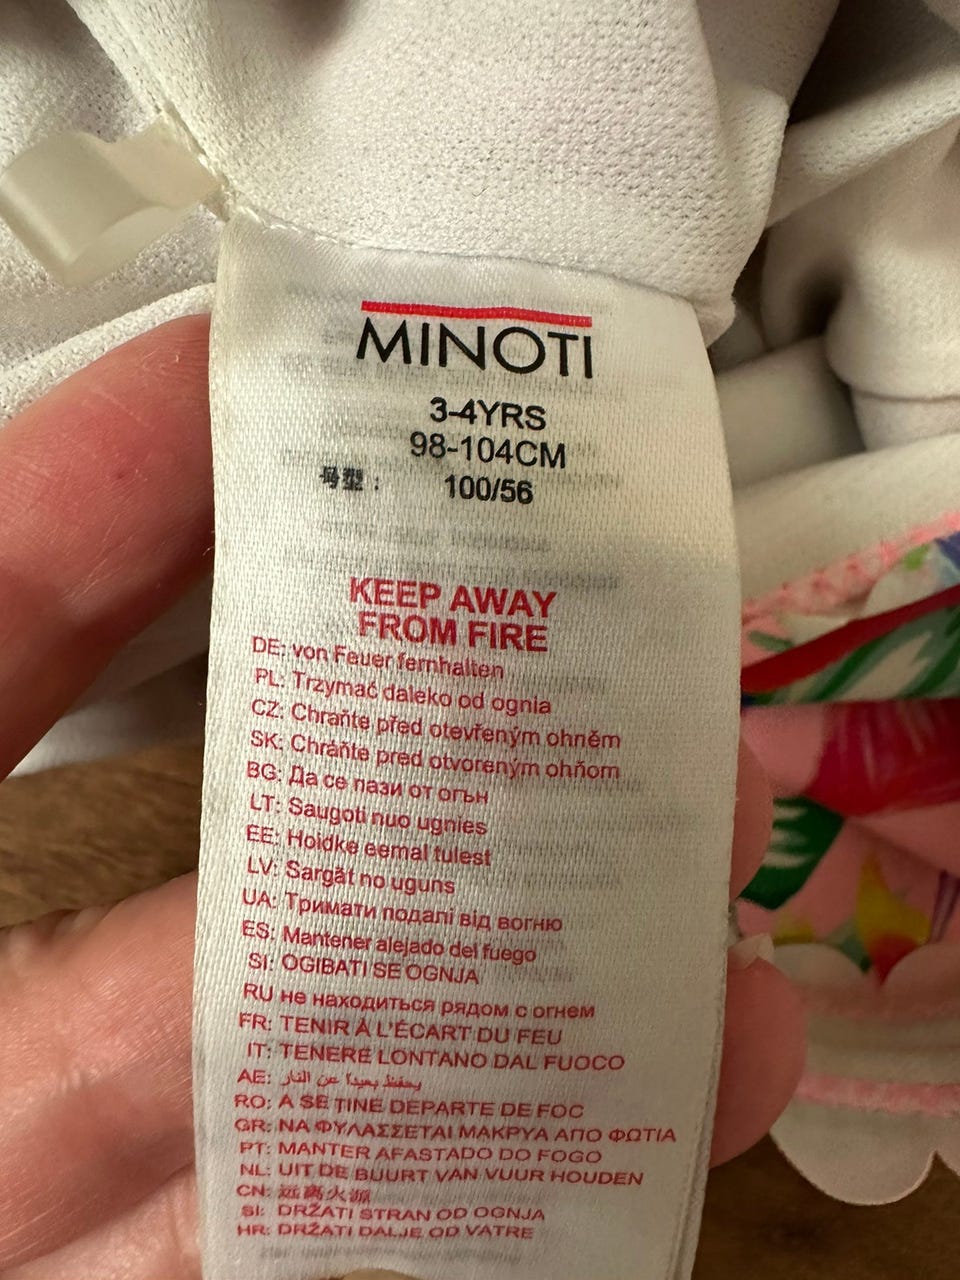 MINOTI
3-4YRS
98-104CM
号型: 100/56
KEEP AWAY
FROM FIRE
DE: von Feuer fernhalten
PL: Trzymać daleko od ognia
CZ: Chraňte před otevřeným ohněm
SK: Chráňte pred otvoreným ohňom
BG: Да се пази от огън
LT: Saugoti nuo ugnies
EE: Hoidke eemal tulest
LV: Sargāt no uguns
UA: Тримати подалі від вогню
ES: Mantener alejado del fuego
SI: OGIBATI SE OGNJA
RU не находиться рядом с огнем
FR: TENIR À L'ÉCART DU FEU
IT: TENERE LONTANO DAL FUOCO
AE: يحفظ بعيداً عن النار
RO: A SE ŢINE DEPARTE DE FOC
GR: ΝΑ ΦΥΛΑΣΣΕΤΑΙ ΜΑΚΡΥΑ ΑΠΟ ΦΩΤΙΑ
PT: MANTER AFASTADO DO FOGO
NL: UIT DE BUURT VAN VUUR HOUDEN
CN: 远离火源
SI: DRŽATI STRAN OD OGNJA
HR: DRŽATI DALJE OD VATRE